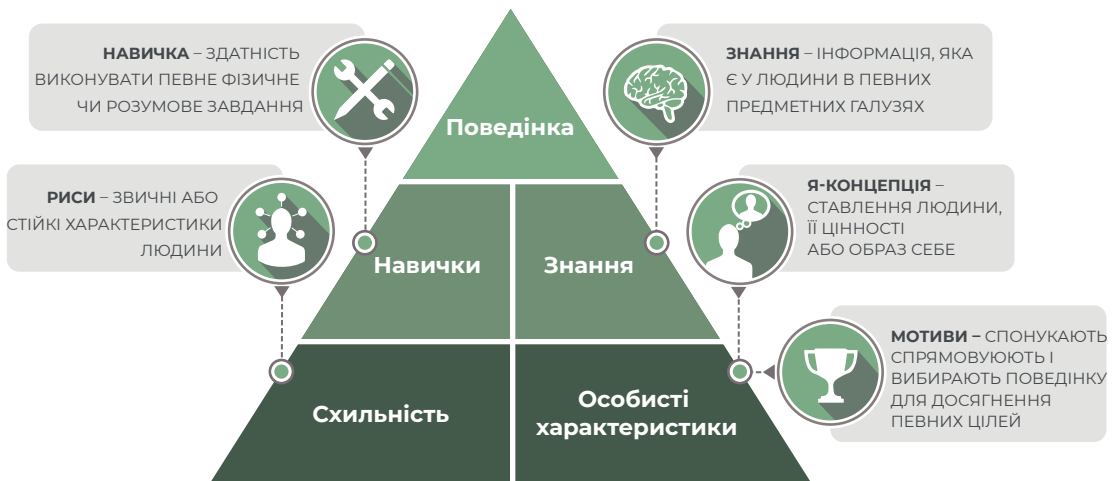 НАВИЧКА – ЗДАТНІСТЬ
ВИКОНУВАТИ ПЕВНЕ ФІЗИЧНЕ
ЧИ РОЗУМОВЕ ЗАВДАННЯ
ЗНАННЯ – ІНФОРМАЦІЯ, ЯКА
Є У ЛЮДИНИ В ПЕВНИХ
ПРЕДМЕТНИХ ГАЛУЗЯХ
Поведінка
РИСИ – ЗВИЧНІ АБО
СТІЙКІ ХАРАКТЕРИСТИКИ
ЛЮДИНИ
Я-КОНЦЕПЦІЯ –
СТАВЛЕННЯ ЛЮДИНИ,
ЇЇ ЦІННОСТІ
АБО ОБРАЗ СЕБЕ
Навички
Знання
МОТИВИ – СПОНУКАЮТЬ
СПРЯМОВУЮЮТЬ І
ВИБИРАЮТЬ ПОВЕДІНКУ
ДЛЯ ДОСЯГНЕННЯ
ПЕВНИХ ЦІЛЕЙ
Схильність
Особисті
характеристики